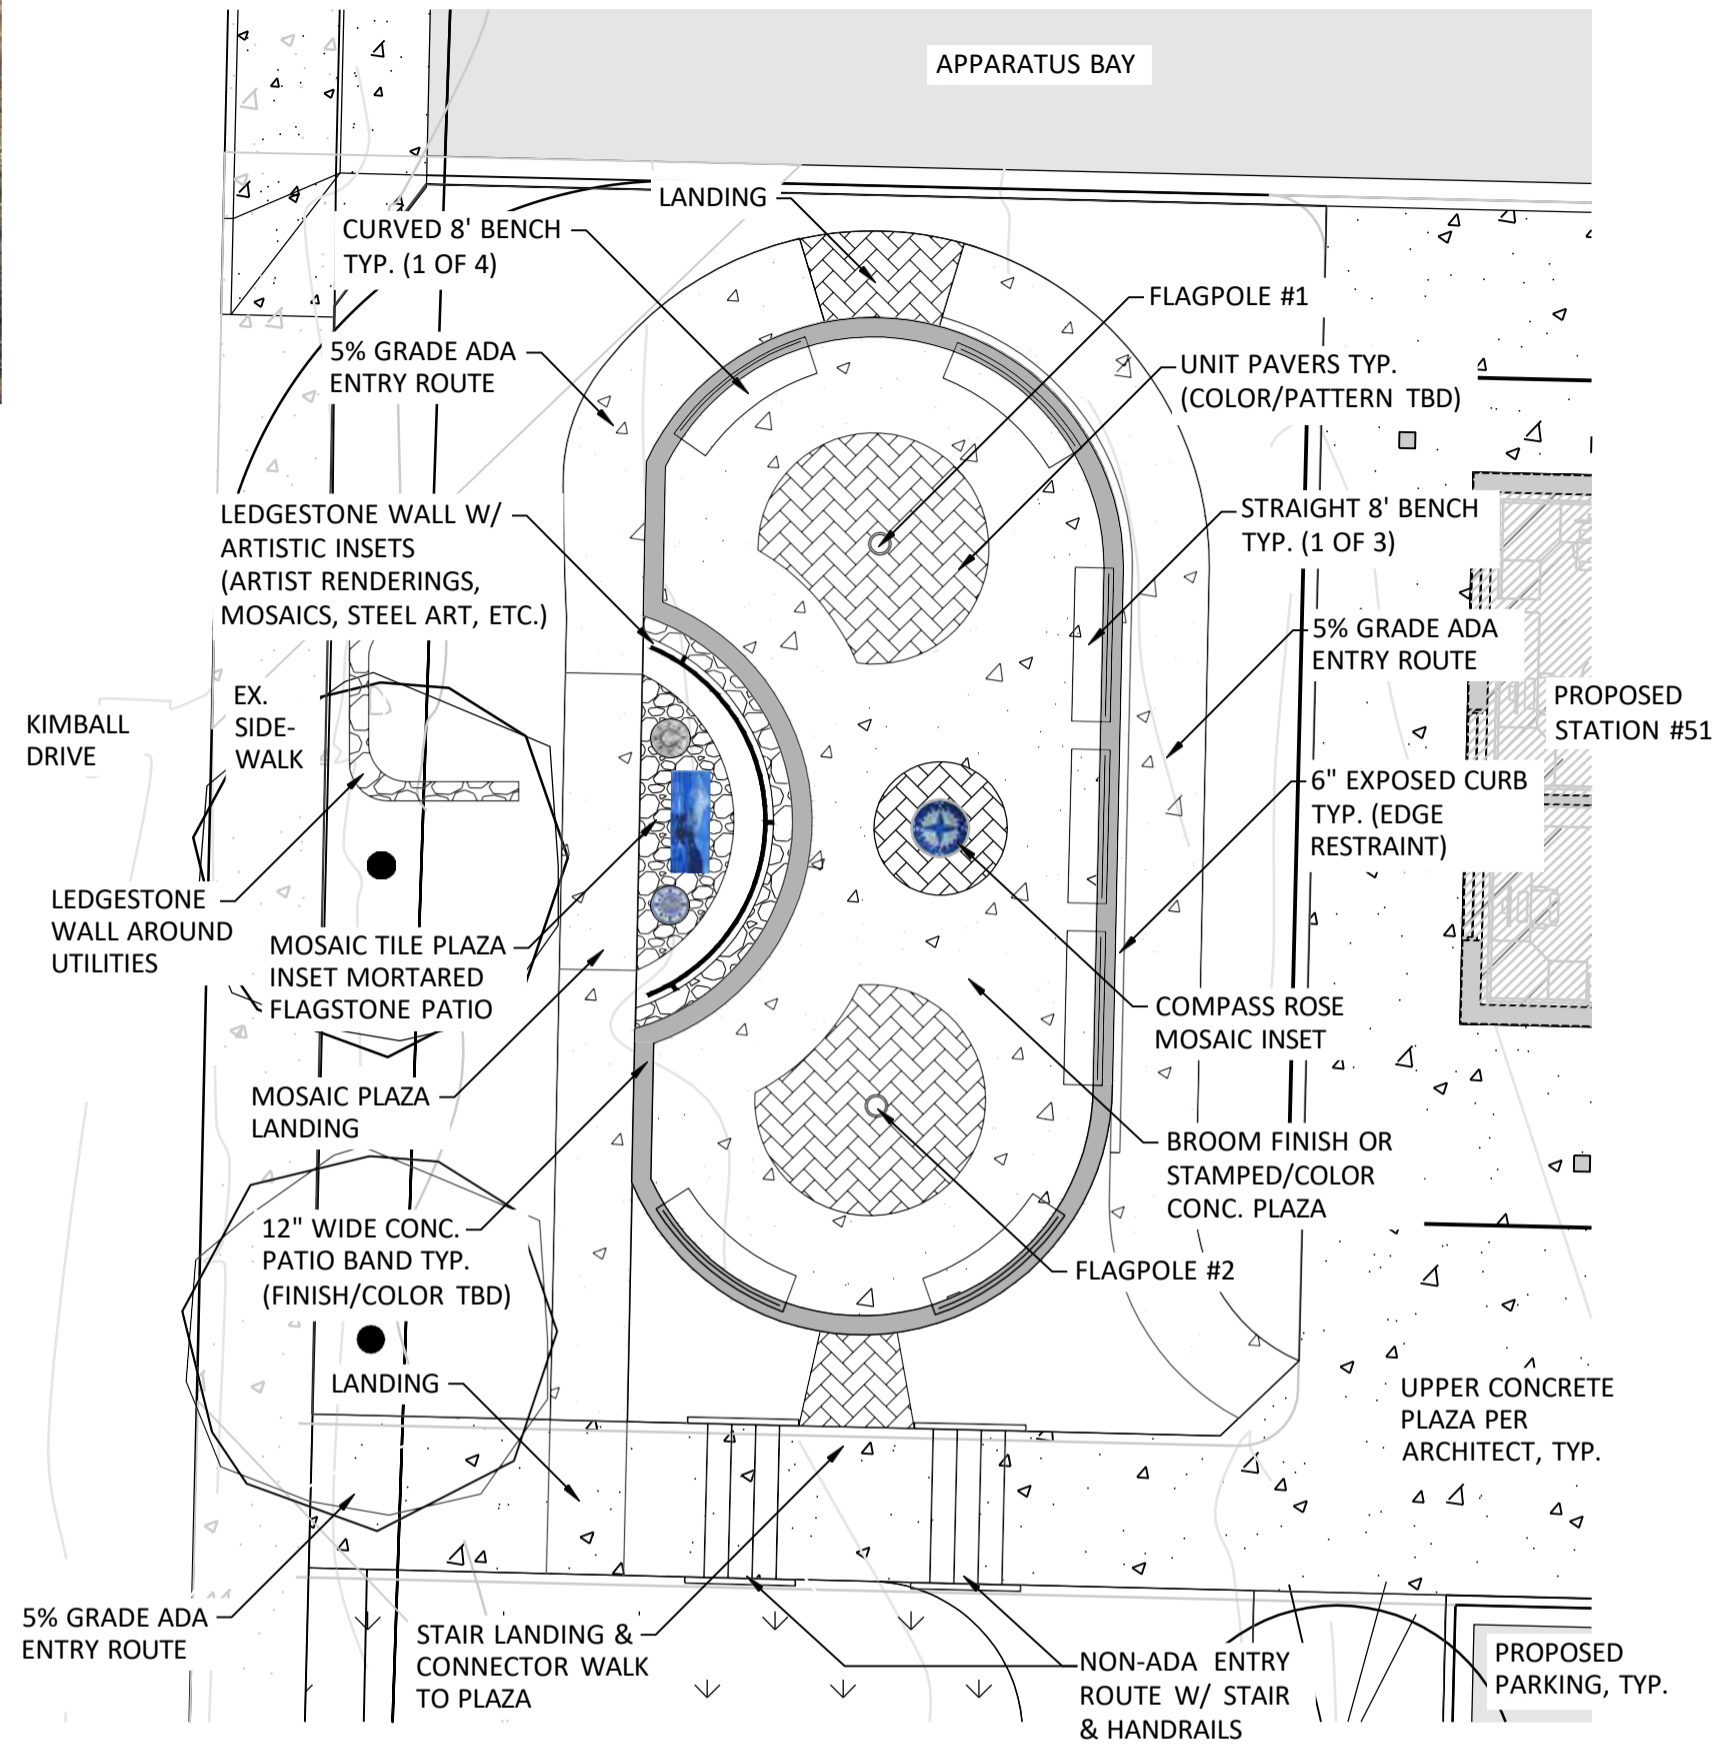 APPARATUS BAY
LANDING
CURVED 8' BENCH
TYP. (1 OF 4)
FLAGPOLE #1
5% GRADE ADA
ENTRY ROUTE
UNIT PAVERS TYP.
(COLOR/PATTERN TBD)
LEDGESTONE WALL W/
ARTISTIC INSETS
(ARTIST RENDERINGS,
MOSAICS, STEEL ART, ETC.)
STRAIGHT 8' BENCH
TYP. (1 OF 3)
5% GRADE ADA
ENTRY ROUTE
KIMBALL
DRIVE
EX.
SIDE-
WALK
PROPOSED
STATION #51
6" EXPOSED CURB
TYP. (EDGE
RESTRAINT)
LEDGESTONE
WALL AROUND
UTILITIES
MOSAIC TILE PLAZA
INSET MORTARED
FLAGSTONE PATIO
COMPASS ROSE
MOSAIC INSET
MOSAIC PLAZA
LANDING
BROOM FINISH OR
STAMPED/COLOR
CONC. PLAZA
12" WIDE CONC.
PATIO BAND TYP.
(FINISH/COLOR TBD)
FLAGPOLE #2
LANDING
UPPER CONCRETE
PLAZA PER
ARCHITECT, TYP.
5% GRADE ADA
ENTRY ROUTE
STAIR LANDING &
CONNECTOR WALK
TO PLAZA
NON-ADA ENTRY
ROUTE W/ STAIR
& HANDRAILS
PROPOSED
PARKING, TYP.